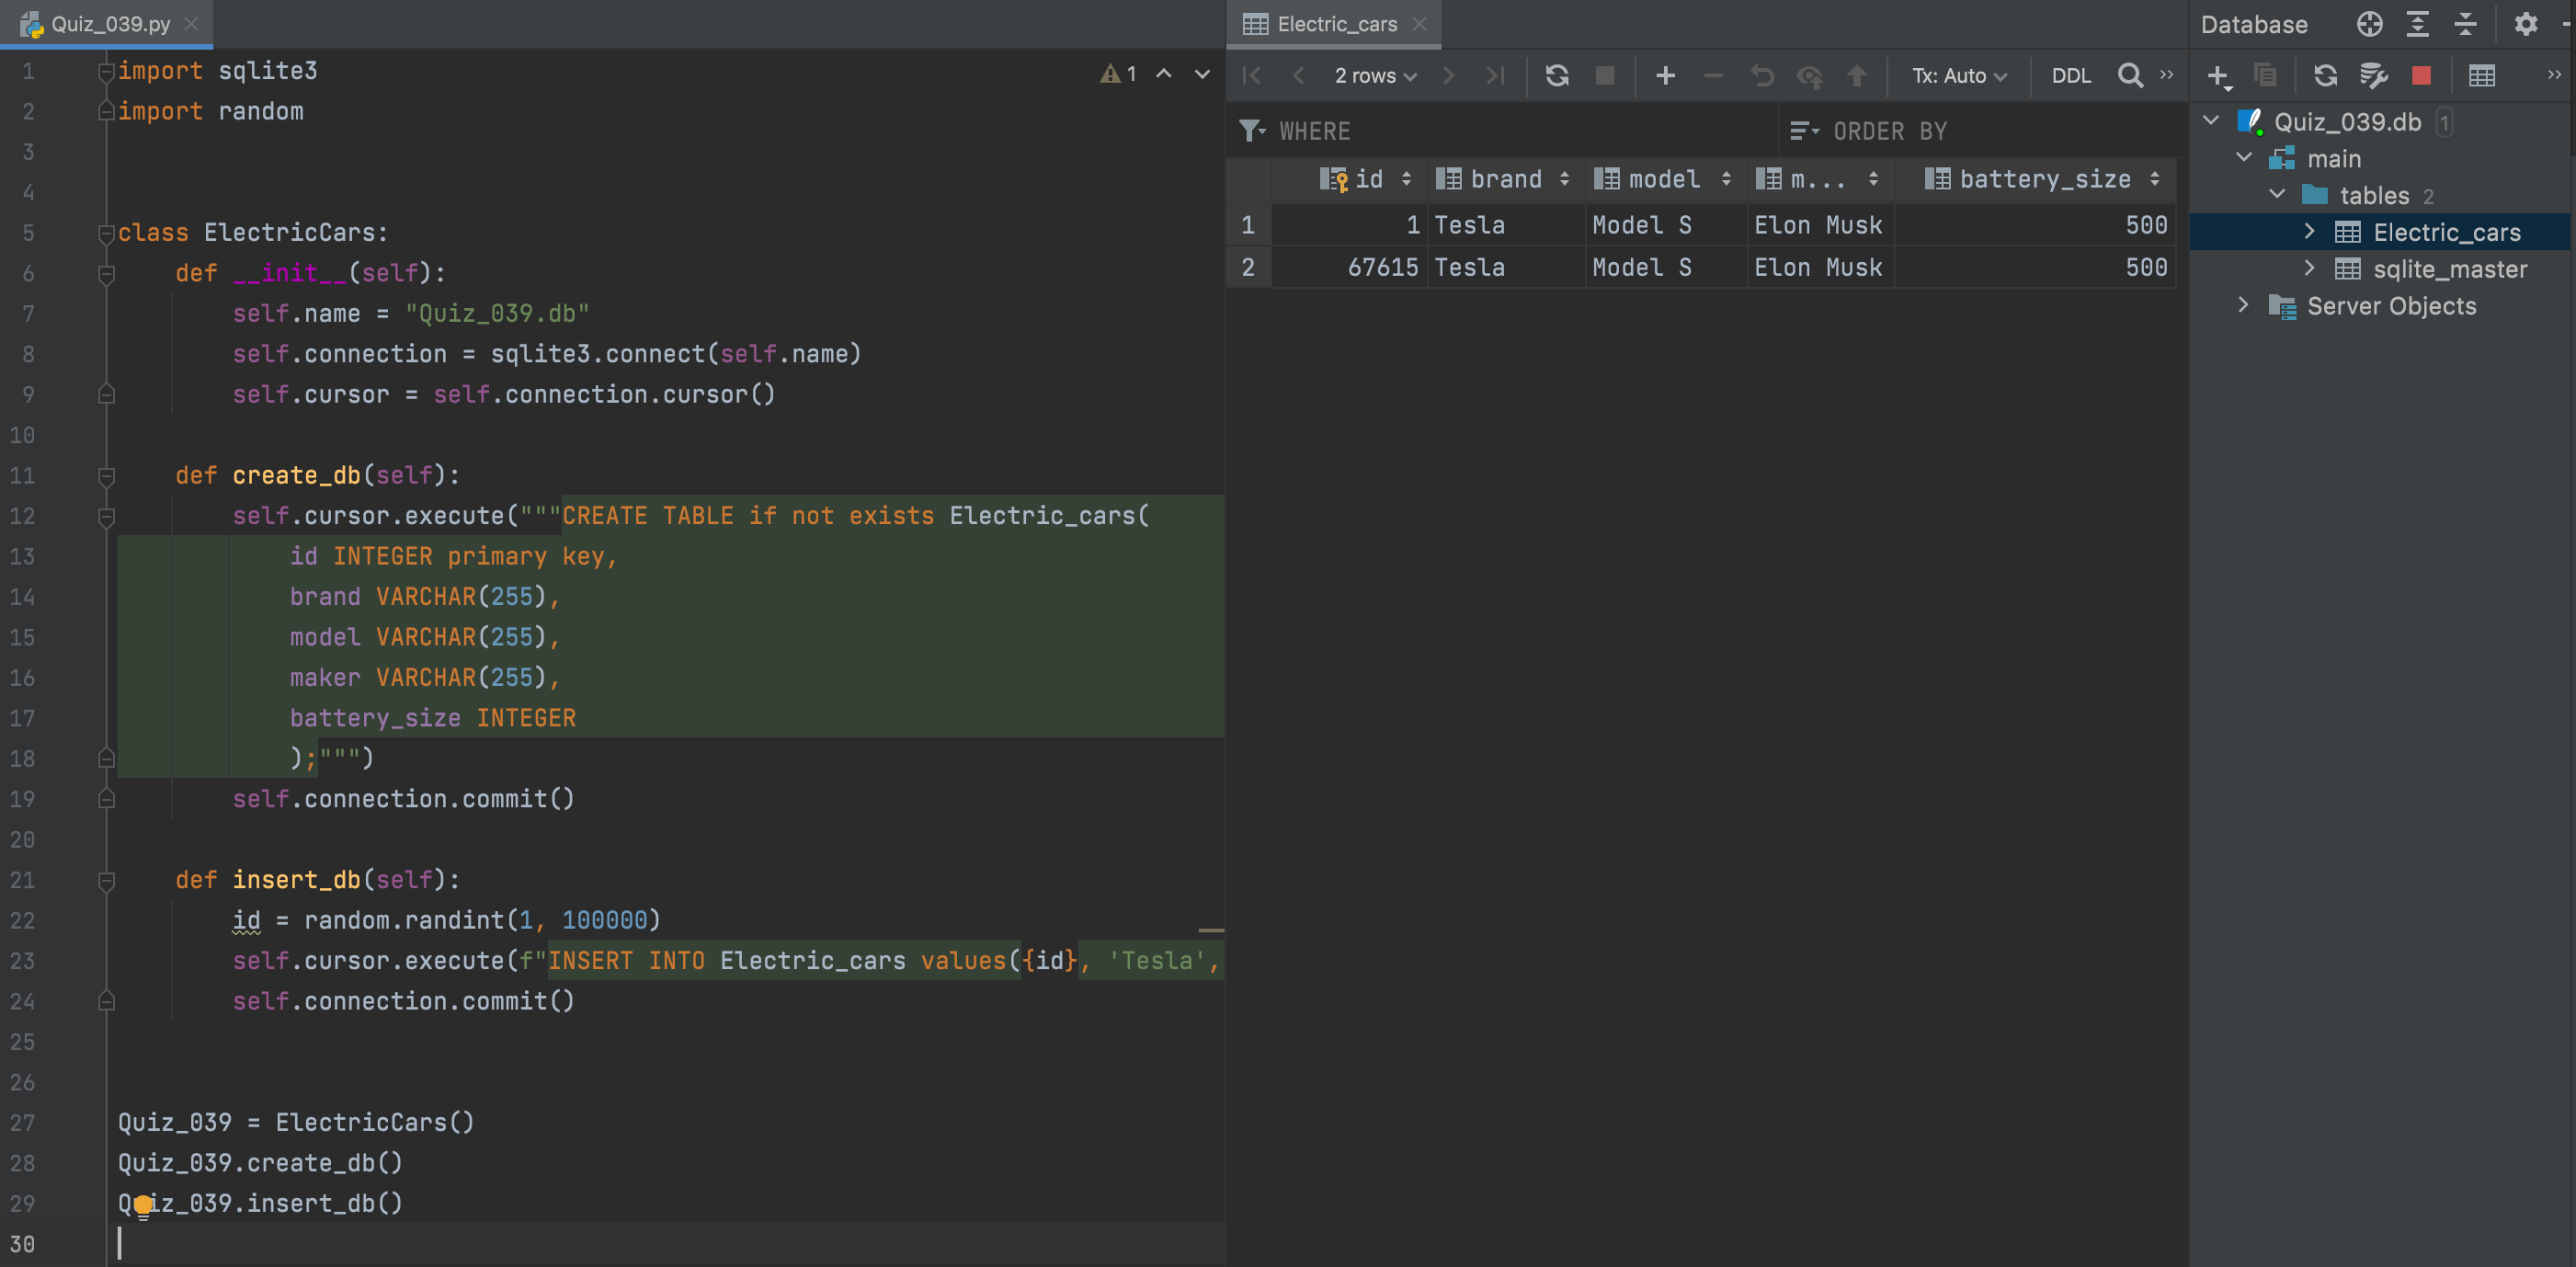 Quiz_039.py
1 import sqlite3
2 import random
3
4
5 class ElectricCars:
6 def __init__(self):
7 self.name = "Quiz_039.db"
8 self.connection = sqlite3.connect(self.name)
9 self.cursor = self.connection.cursor()
10
11 def create_db(self):
12 self.cursor.execute("""CREATE TABLE if not exists Electric_cars(
13 id INTEGER primary key,
14 brand VARCHAR(255),
15 model VARCHAR(255),
16 maker VARCHAR(255),
17 battery_size INTEGER
18 );""")
19 self.connection.commit()
20
21 def insert_db(self):
22 id = random.randint(1, 100000)
23 self.cursor.execute(f"INSERT INTO Electric_cars values({id}, 'Tesla',
24 self.connection.commit()
25
26
27 Quiz_039 = ElectricCars()
28 Quiz_039.create_db()
29 Quiz_039.insert_db()
30
1
Electric_cars
2 rows Tx: Auto DDL
WHERE ORDER BY
id brand model m... battery_size
1 1 Tesla Model S Elon Musk 500
2 67615 Tesla Model S Elon Musk 500
Database
Quiz_039.db 1
main
tables 2
Electric_cars
sqlite_master
Server Objects